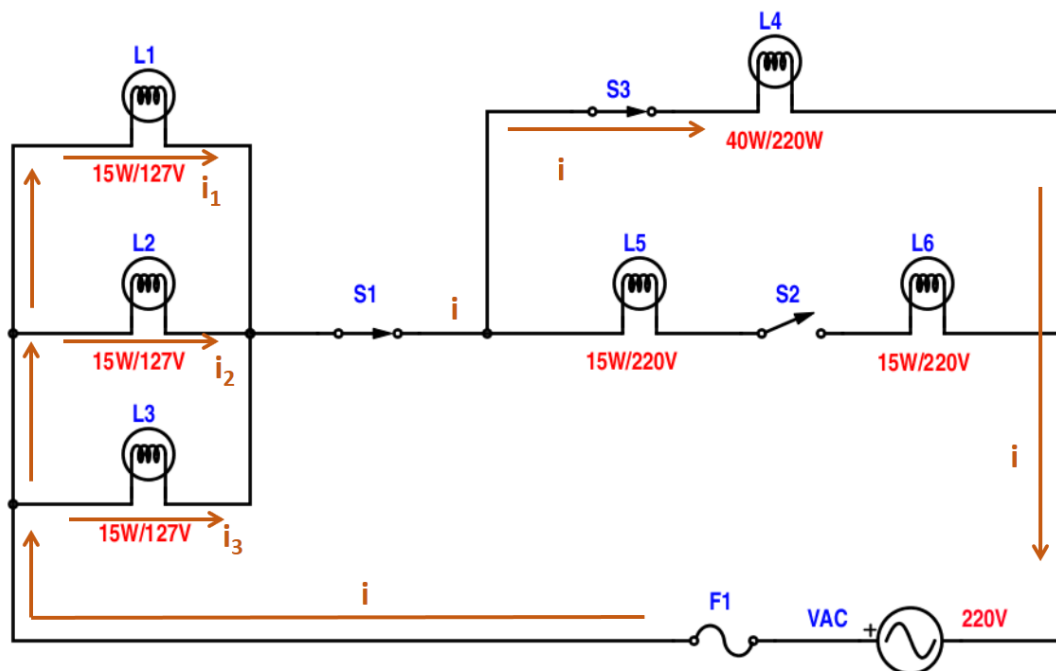 L1
15W/127V
i1
L2
15W/127V
i2
L3
15W/127V
i3
S1
i
S3
i
L4
40W/220W
L5
15W/220V
S2
L6
15W/220V
i
i
F1
VAC
+
220V